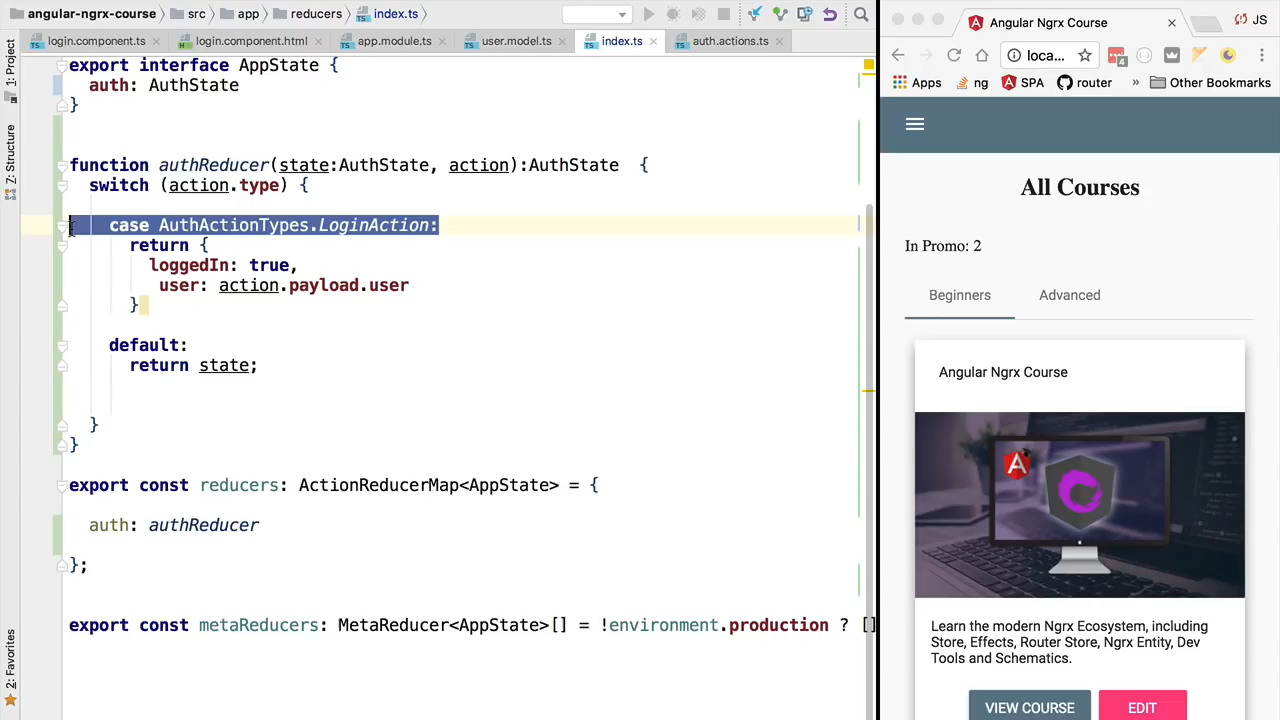 angular-ngrx-course
src
app
reducers
index.ts
login.component.ts
login.component.html
app.module.ts
user.model.ts
index.ts
auth.actions.ts
1: Project
Z: Structure
2: Favorites
export interface AppState {
auth: AuthState
}
function authReducer(state:AuthState, action):AuthState {
switch (action.type) {
case AuthActionTypes.LoginAction:
return {
loggedIn: true,
user: action.payload.user
}
default:
return state;
}
}
export const reducers: ActionReducerMap<AppState> = {
auth: authReducer
};
export const metaReducers: MetaReducer<AppState>[] = !environment.production ? []
Angular Ngrx Course
JS
loca...
4
Apps
ng
SPA
router
»
Other Bookmarks
All Courses
In Promo: 2
Beginners
Advanced
Angular Ngrx Course
Learn the modern Ngrx Ecosystem, including
Store, Effects, Router Store, Ngrx Entity, Dev
Tools and Schematics.
VIEW COURSE
EDIT